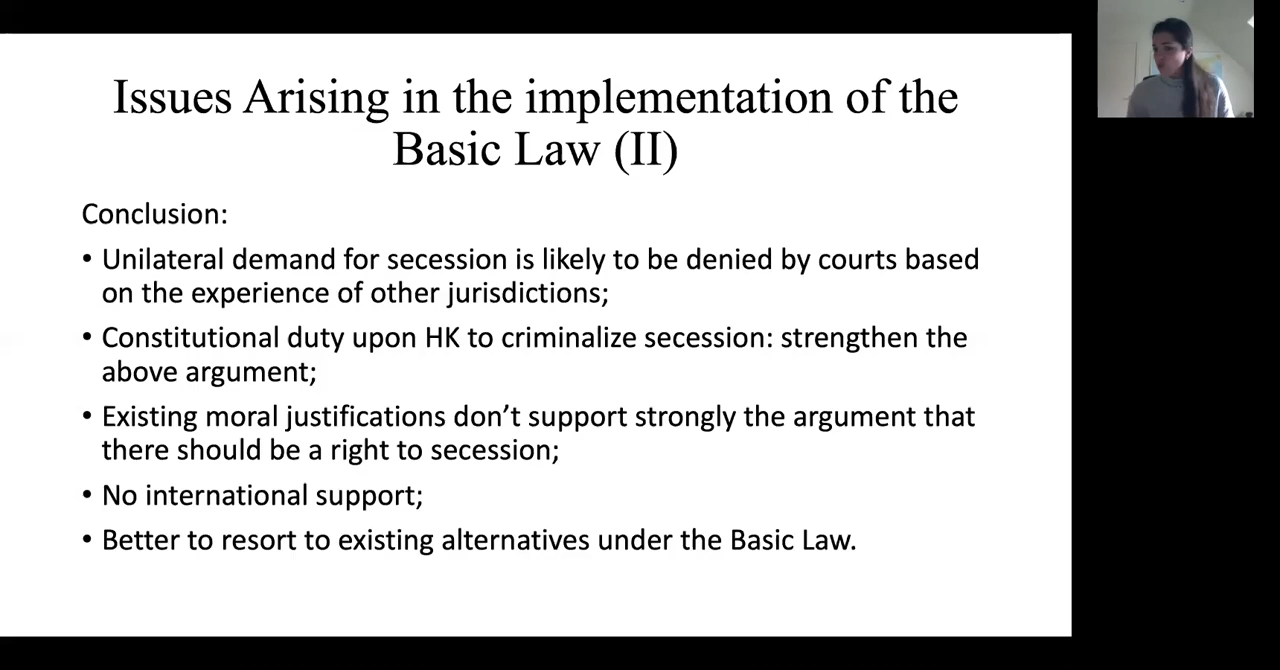 Issues Arising in the implementation of the
Basic Law (II)
Conclusion:
• Unilateral demand for secession is likely to be denied by courts based
on the experience of other jurisdictions;
• Constitutional duty upon HK to criminalize secession: strengthen the
above argument;
• Existing moral justifications don’t support strongly the argument that
there should be a right to secession;
• No international support;
• Better to resort to existing alternatives under the Basic Law.